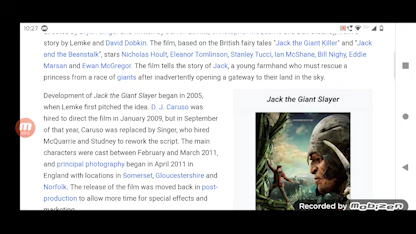 10:27
story by Lemke and David Dobkin. The film, based on the British fairy tales "Jack the Giant Killer" and "Jack
and the Beanstalk", stars Nicholas Hoult, Eleanor Tomlinson, Stanley Tucci, Ian McShane, Bill Nighy, Eddie
Marsan and Ewan McGregor. The film tells the story of Jack, a young farmhand who must rescue a
princess from a race of giants after inadvertently opening a gateway to their land in the sky.
Development of Jack the Giant Slayer began in 2005,
when Lemke first pitched the idea. D. J. Caruso was
hired to direct the film in January 2009, but in September
of that year, Caruso was replaced by Singer, who hired
McQuarrie and Studney to rework the script. The main
characters were cast between February and March 2011,
and principal photography began in April 2011 in
England with locations in Somerset, Gloucestershire and
Norfolk. The release of the film was moved back in post-
production to allow more time for special effects and
marketing
Jack the Giant Slayer
Recorded by Mobizen